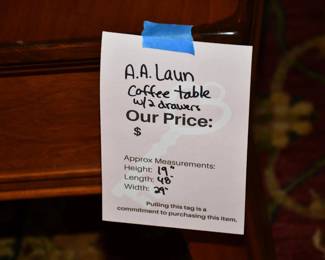 A.A. Laun
Coffee table
w/2 drawers
Our Price:
$
Approx Measurements:
Height: 19"
Length: 48"
Width: 29"
Pulling this tag is a
commitment to purchasing this item.